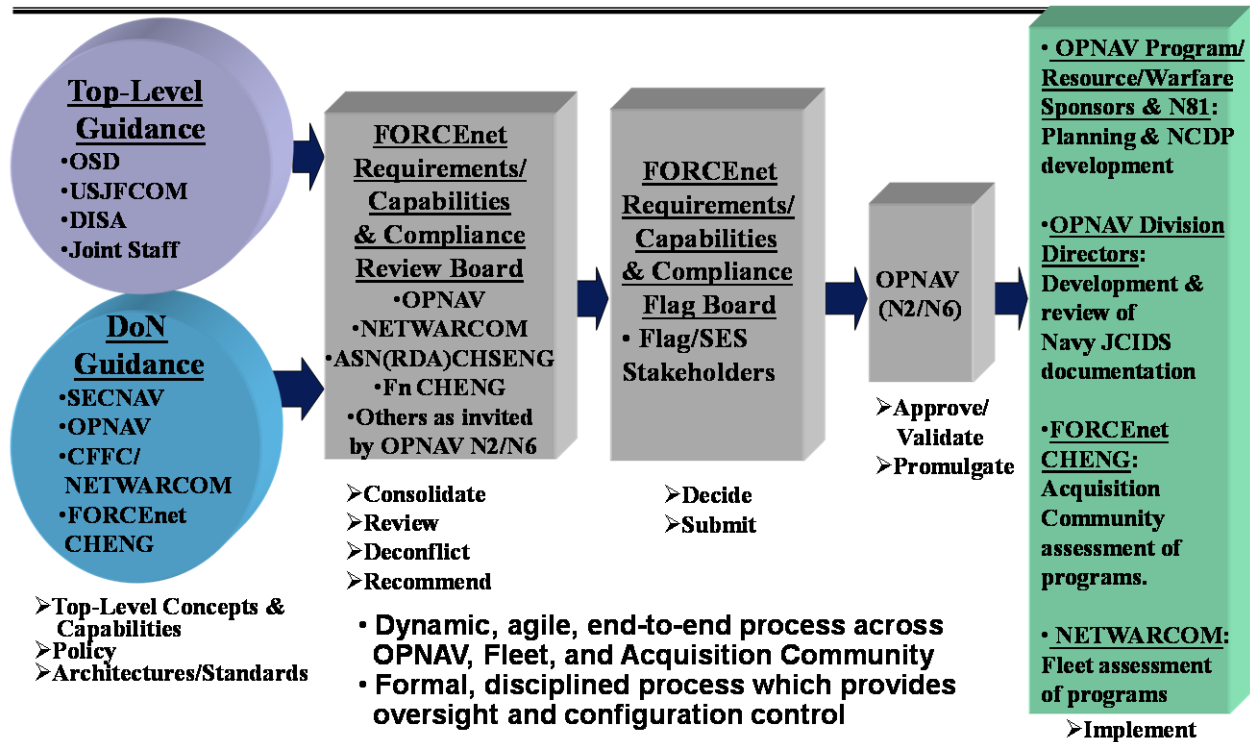 Top-Level
Guidance
•OSD
•USJFCOM
•DISA
•Joint Staff
DoN
Guidance
•SECNAV
•OPNAV
•CFFC/
NETWARCOM
•FORCEnet
CHENG
➢Top-Level Concepts &
Capabilities
➢Policy
➢Architectures/Standards
FORCEnet
Requirements/
Capabilities
& Compliance
Review Board
•OPNAV
•NETWARCOM
•ASN(RDA)CHSENG
•Fn CHENG
•Others as invited
by OPNAV N2/N6
➢Consolidate
➢Review
➢Deconflict
➢Recommend
FORCEnet
Requirements/
Capabilities
& Compliance
Flag Board
• Flag/SES
Stakeholders
➢Decide
➢Submit
OPNAV
(N2/N6)
➢Approve/
Validate
➢Promulgate
• OPNAV Program/
Resource/Warfare
Sponsors & N81:
Planning & NCDP
development
•OPNAV Division
Directors:
Development &
review of
Navy JCIDS
documentation
•FORCEnet
CHENG:
Acquisition
Community
assessment of
programs.
• NETWARCOM:
Fleet assessment
of programs
➢Implement
• Dynamic, agile, end-to-end process across
OPNAV, Fleet, and Acquisition Community
• Formal, disciplined process which provides
oversight and configuration control